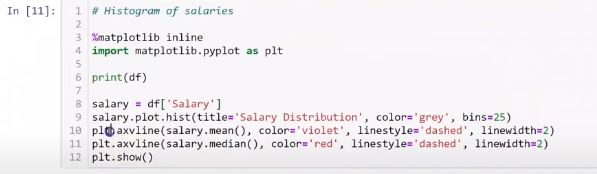 In [11]:
1 # Histogram of salaries
2
3 %matplotlib inline
4 import matplotlib.pyplot as plt
5
6 print(df)
7
8 salary = df['Salary']
9 salary.plot.hist(title='Salary Distribution', color='grey', bins=25)
10 plt.axvline(salary.mean(), color='violet', linestyle='dashed', linewidth=2)
11 plt.axvline(salary.median(), color='red', linestyle='dashed', linewidth=2)
12 plt.show()